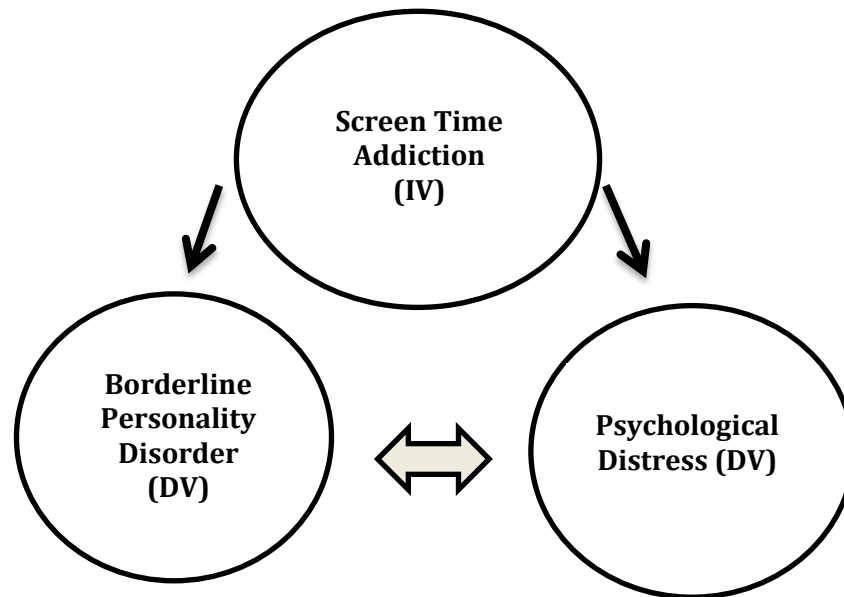 Screen Time
Addiction
(IV)
Borderline
Personality
Disorder
(DV)
Psychological
Distress (DV)